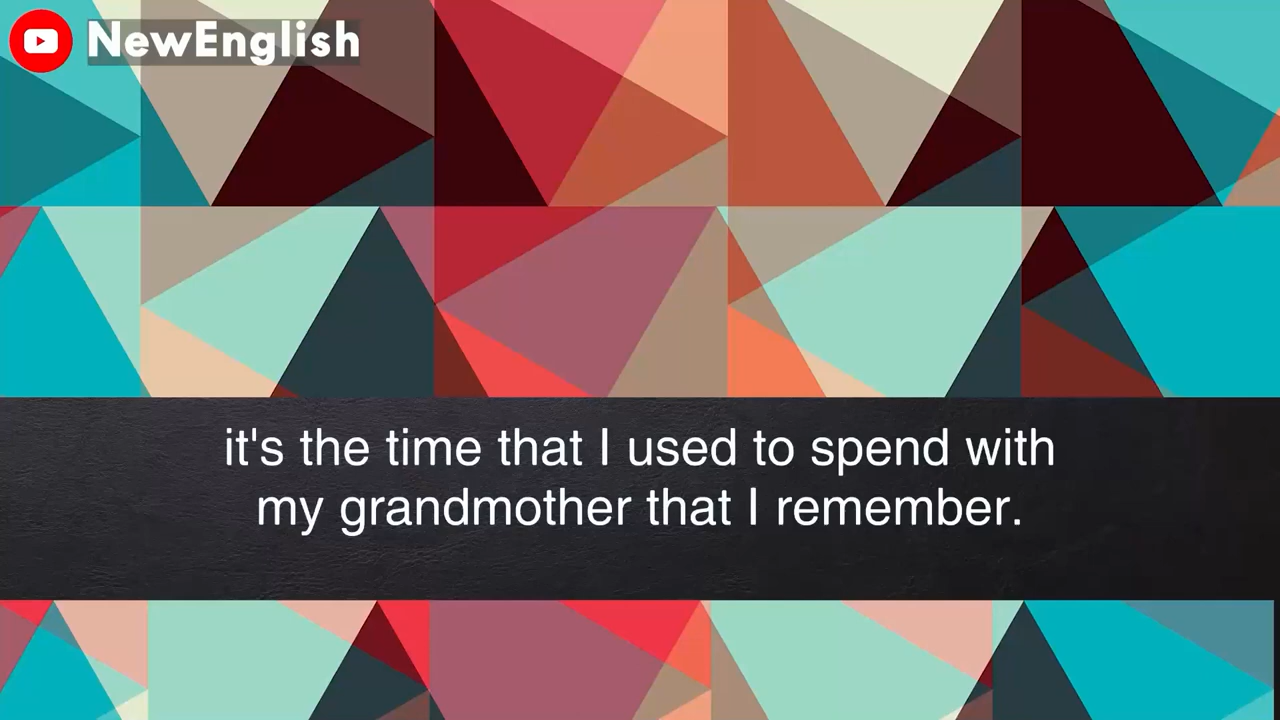 NewEnglish
it's the time that I used to spend with
my grandmother that I remember.